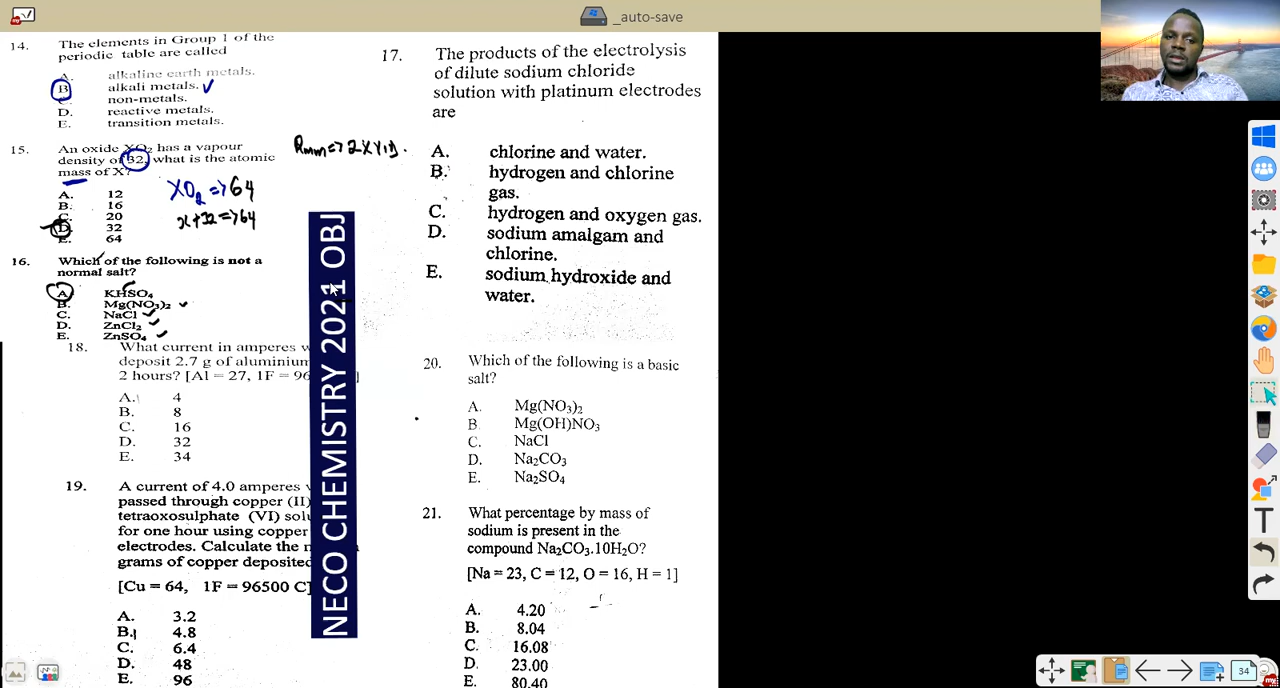 _auto-save
14. The elements in Group 1 of the
periodic table are called
A. alkaline earth metals.
B alkali metals. ✓
C. non-metals.
D. reactive metals.
E. transition metals.
15. An oxide XO₂ has a vapour
density of 32, what is the atomic
mass of X?
A. 12
B. 16
C. 20
D. 32
E. 64
Rmm => 2 x V.D.
XO₂ => 64
x+32 => 64
16. Which of the following is not a
normal salt?
A. KHSO₄
B. Mg(NO₃)₂
C. NaCl
D. ZnCl₂
E. ZnSO₄
18. What current in amperes
deposit 2.7 g of aluminium
2 hours? [Al = 27, 1F = 96
A. 4
B. 8
C. 16
D. 32
E. 34
19. A current of 4.0 amperes
passed through copper (II)
tetraoxosulphate (VI)
for one hour using copper
electrodes. Calculate the
grams of copper deposited
[Cu = 64, 1F = 96500 C]
A. 3.2
B. 4.8
C. 6.4
D. 48
E. 96
NECO CHEMISTRY 2021 OBJ
17. The products of the electrolysis
of dilute sodium chloride
solution with platinum electrodes
are
A. chlorine and water.
B. hydrogen and chlorine
gas.
C. hydrogen and oxygen gas.
D. sodium amalgam and
chlorine.
E. sodium hydroxide and
water.
20. Which of the following is a basic
salt?
A. Mg(NO₃)₂
B. Mg(OH)NO₃
C. NaCl
D. Na₂CO₃
E. Na₂SO₄
21. What percentage by mass of
sodium is present in the
compound Na₂CO₃.10H₂O?
[Na = 23, C = 12, O = 16, H = 1]
A. 4.20
B. 8.04
C. 16.08
D. 23.00
E. 80.40
T
34